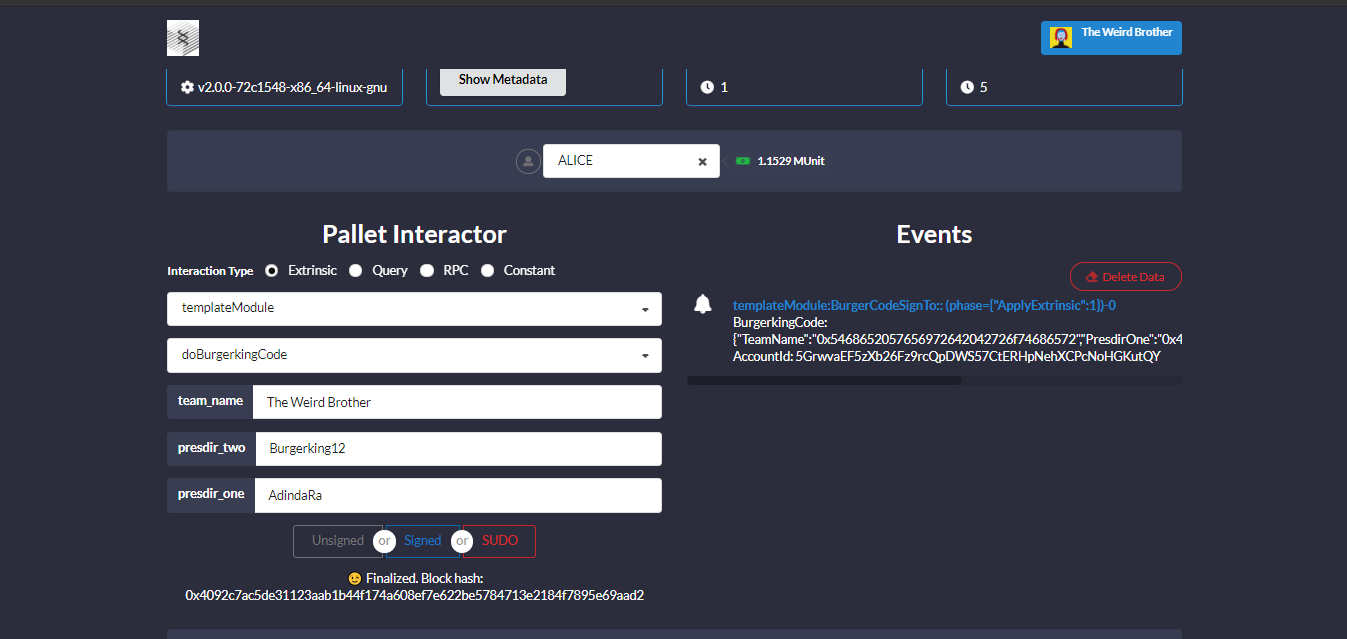 The Weird Brother
v2.0.0-72c1548-x86_64-linux-gnu
Show Metadata
1
5
ALICE
1.1529 MUnit
Pallet Interactor
Interaction Type Extrinsic Query RPC Constant
templateModule
doBurgerkingCode
team_name The Weird Brother
presdir_two Burgerking12
presdir_one AdindaRa
Unsigned or Signed or SUDO
Finalized. Block hash:
0x4092c7ac5de31123aab1b44f174a608ef7e622be5784713e2184f7895e69aad2
Events
Delete Data
templateModule:BurgerCodeSignTo:: (phase={"ApplyExtrinsic":1})-0
BurgerkingCode:
{"TeamName":"0x5468652057656972642042726f74686572","PresdirOne":"0x4
AccountId: 5GrwvaEF5zXb26Fz9rcQpDWS57CtERHpNehXCPcNoHGKutQY